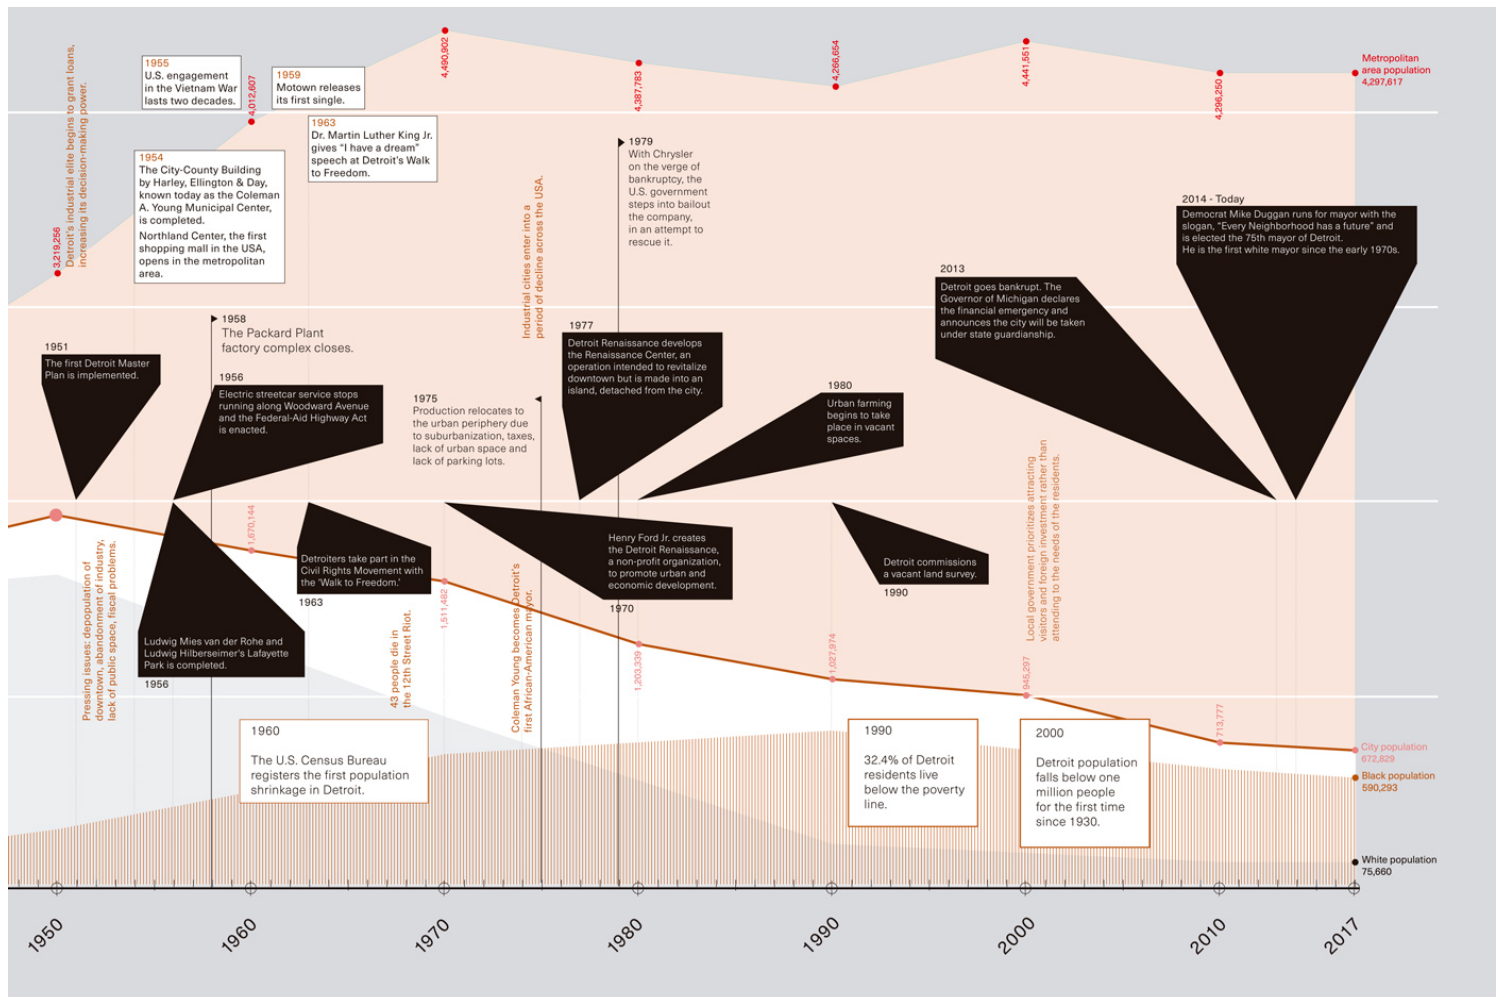 Detroit's industrial elite begins to grant loans,
increasing its decision-making power.
3,219,256
1955
U.S. engagement
in the Vietnam War
lasts two decades.
4,012,607
1959
Motown releases
its first single.
1963
Dr. Martin Luther King Jr.
gives "I have a dream"
speech at Detroit's Walk
to Freedom.
1954
The City-County Building
by Harley, Ellington & Day,
known today as the Coleman
A. Young Municipal Center,
is completed.
Northland Center, the first
shopping mall in the USA,
opens in the metropolitan
area.
4,490,902
4,387,783
4,266,654
4,441,551
4,296,250
Metropolitan
area population
4,297,617
Industrial cities enter into a
period of decline across the USA.
1979
With Chrysler
on the verge of
bankruptcy, the
U.S. government
steps into bailout
the company,
in an attempt to
rescue it.
2014 - Today
Democrat Mike Duggan runs for mayor with the
slogan, "Every Neighborhood has a future" and
is elected the 75th mayor of Detroit.
He is the first white mayor since the early 1970s.
2013
Detroit goes bankrupt. The
Governor of Michigan declares
the financial emergency and
announces the city will be taken
under state guardianship.
1958
The Packard Plant
factory complex closes.
1951
The first Detroit Master
Plan is implemented.
1956
Electric streetcar service stops
running along Woodward Avenue
and the Federal-Aid Highway Act
is enacted.
1975
Production relocates to
the urban periphery due
to suburbanization, taxes,
lack of urban space and
lack of parking lots.
1977
Detroit Renaissance develops
the Renaissance Center, an
operation intended to revitalize
downtown but is made into an
island, detached from the city.
1980
Urban farming
begins to take
place in vacant
spaces.
Local government prioritizes attracting
visitors and foreign investment rather than
attending to the needs of the residents.
Pressing issues: depopulation of
downtown, abandonment of industry,
lack of public space, fiscal problems.
1,670,144
Ludwig Mies van der Rohe and
Ludwig Hilberseimer's Lafayette
Park is completed.
1956
Detroiters take part in the
Civil Rights Movement with
the 'Walk to Freedom.'
1963
43 people die in
the 12th Street Riot.
1,511,482
Coleman Young becomes Detroit's
first African-American mayor.
Henry Ford Jr. creates
the Detroit Renaissance,
a non-profit organization,
to promote urban and
economic development.
1970
1,203,339
1,027,974
Detroit commissions
a vacant land survey.
1990
945,297
713,777
1960
The U.S. Census Bureau
registers the first population
shrinkage in Detroit.
1990
32.4% of Detroit
residents live
below the poverty
line.
2000
Detroit population
falls below one
million people
for the first time
since 1930.
City population
672,829
Black population
590,293
White population
75,660
1950
1960
1970
1980
1990
2000
2010
2017